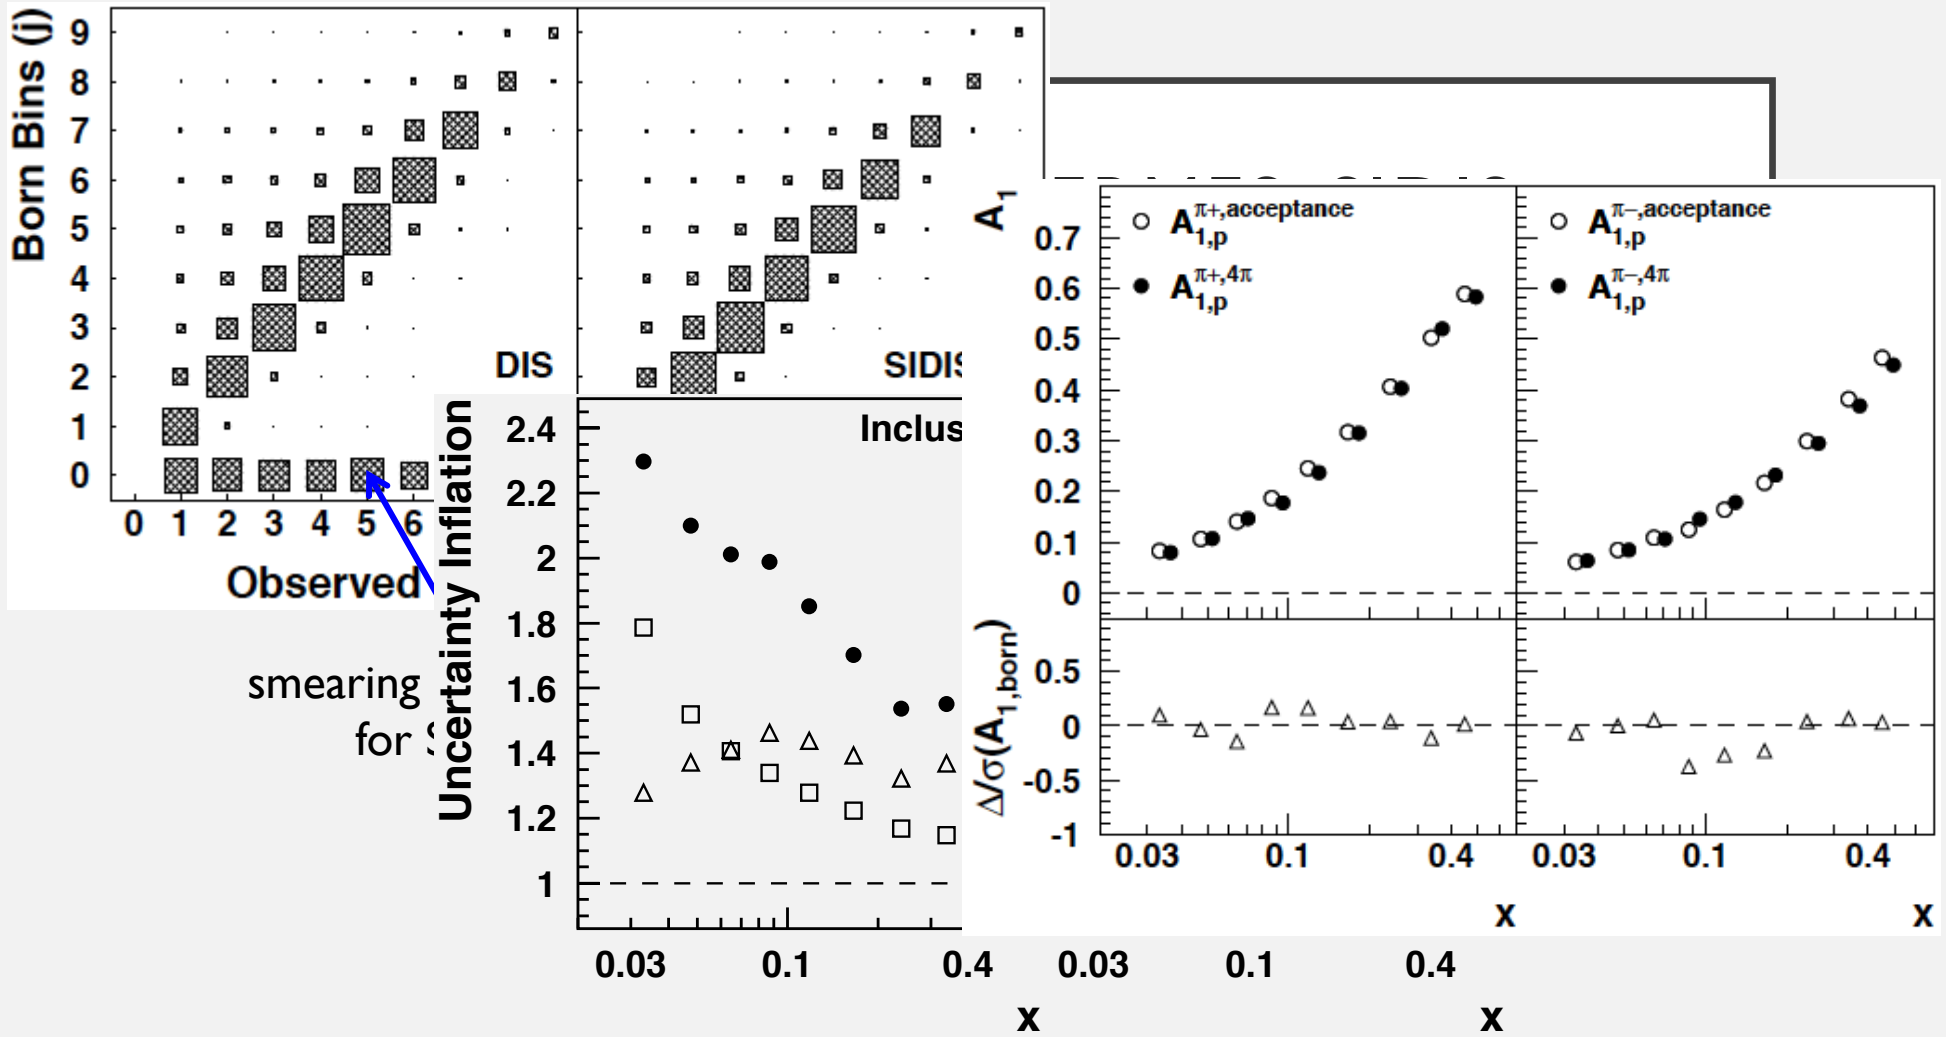 Born Bins (j)
9
8
7
6
5
4
3
2
1
0
DIS
SIDIS
0 1 2 3 4 5 6
Observed
smearing
for
Uncertainty Inflation
Inclus
2.4
2.2
2
1.8
1.6
1.4
1.2
1
0.03 0.1 0.4 0.03 0.1 0.4
x x
A1
A1,p π+,acceptance
A1,p π+,4π
A1,p π−,acceptance
A1,p π−,4π
0.7
0.6
0.5
0.4
0.3
0.2
0.1
0
Δ/σ(A1,born)
0.5
0
-0.5
-1
0.03 0.1 0.4 0.03 0.1 0.4
x x